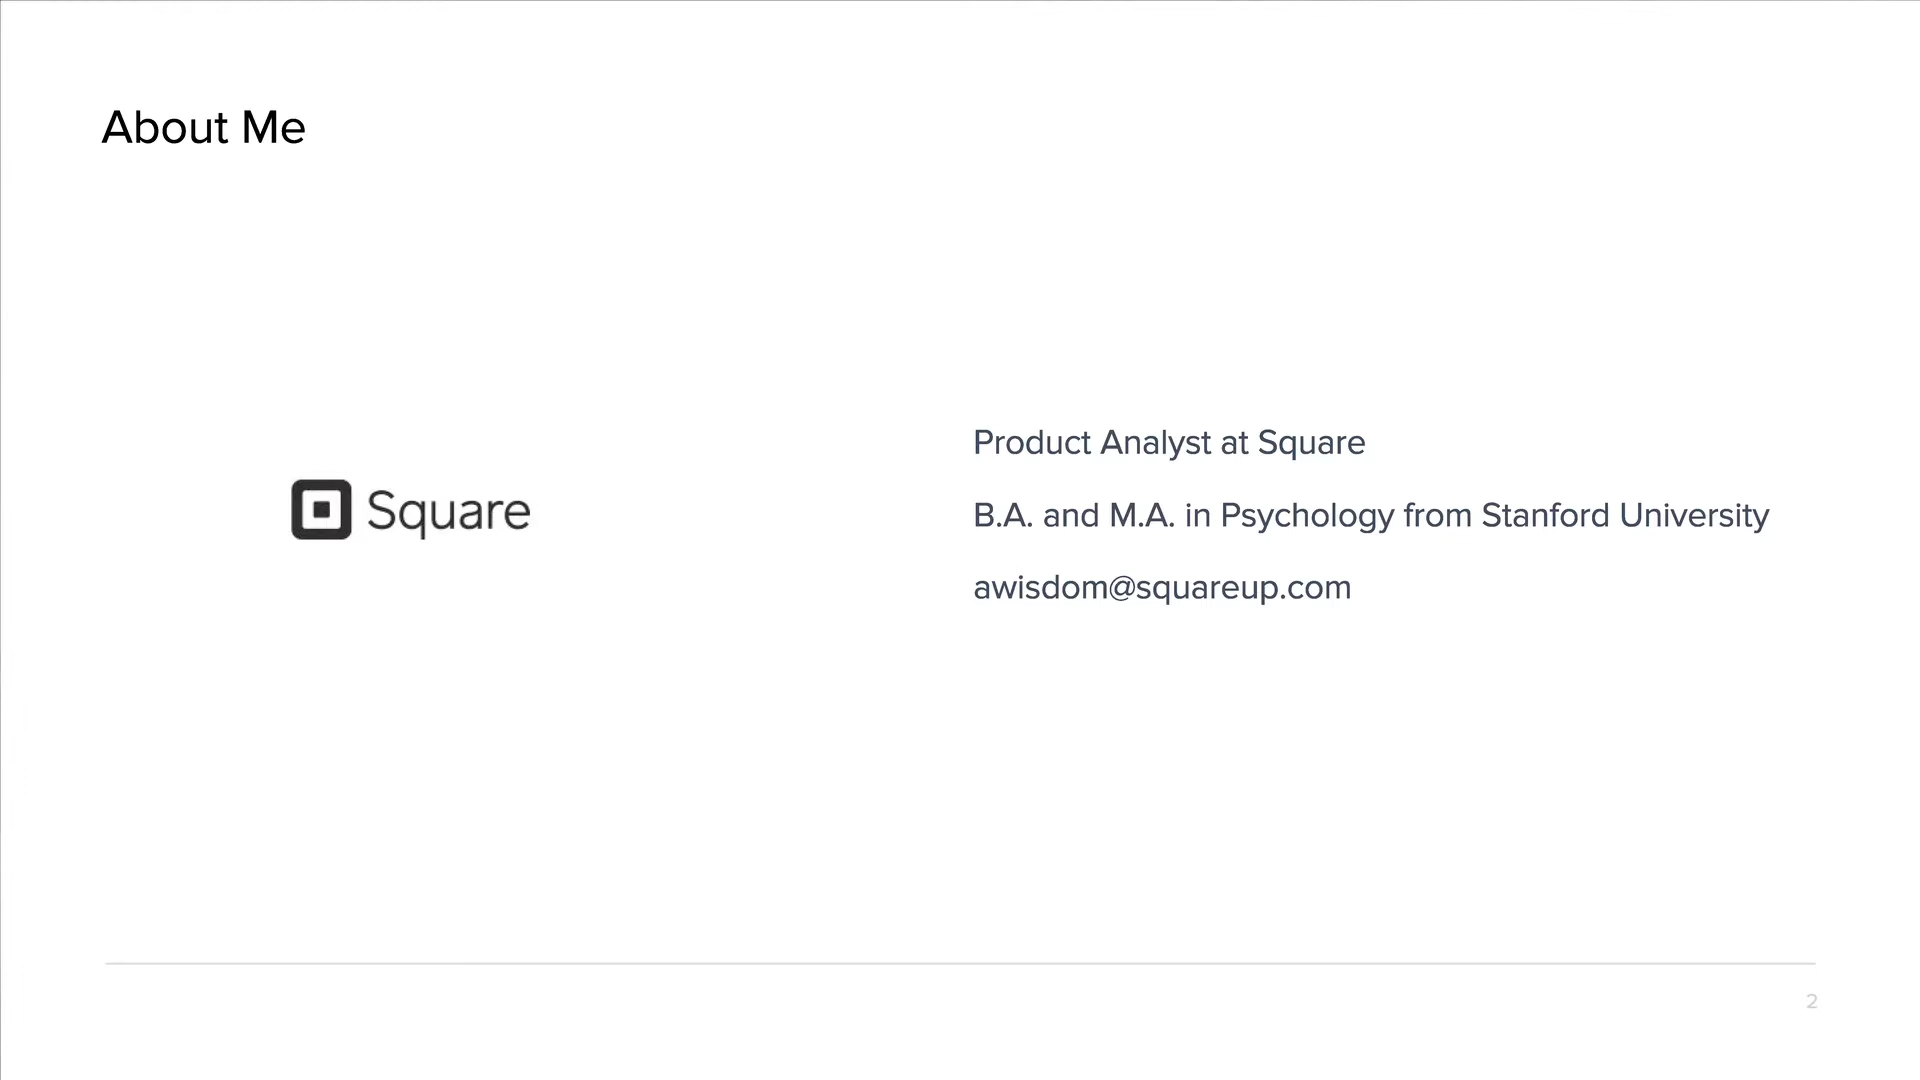 About Me
Square
Product Analyst at Square
B.A. and M.A. in Psychology from Stanford University
awisdom@squareup.com
2